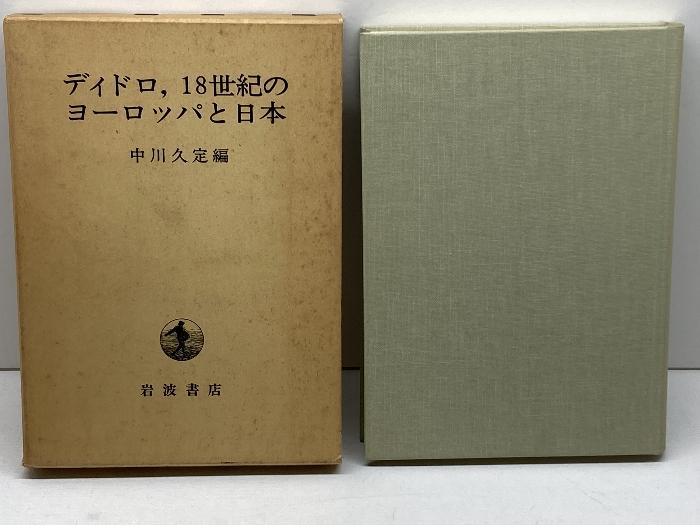 ディドロ, 18世紀の
ヨーロッパと日本
中川久定編
岩波書店